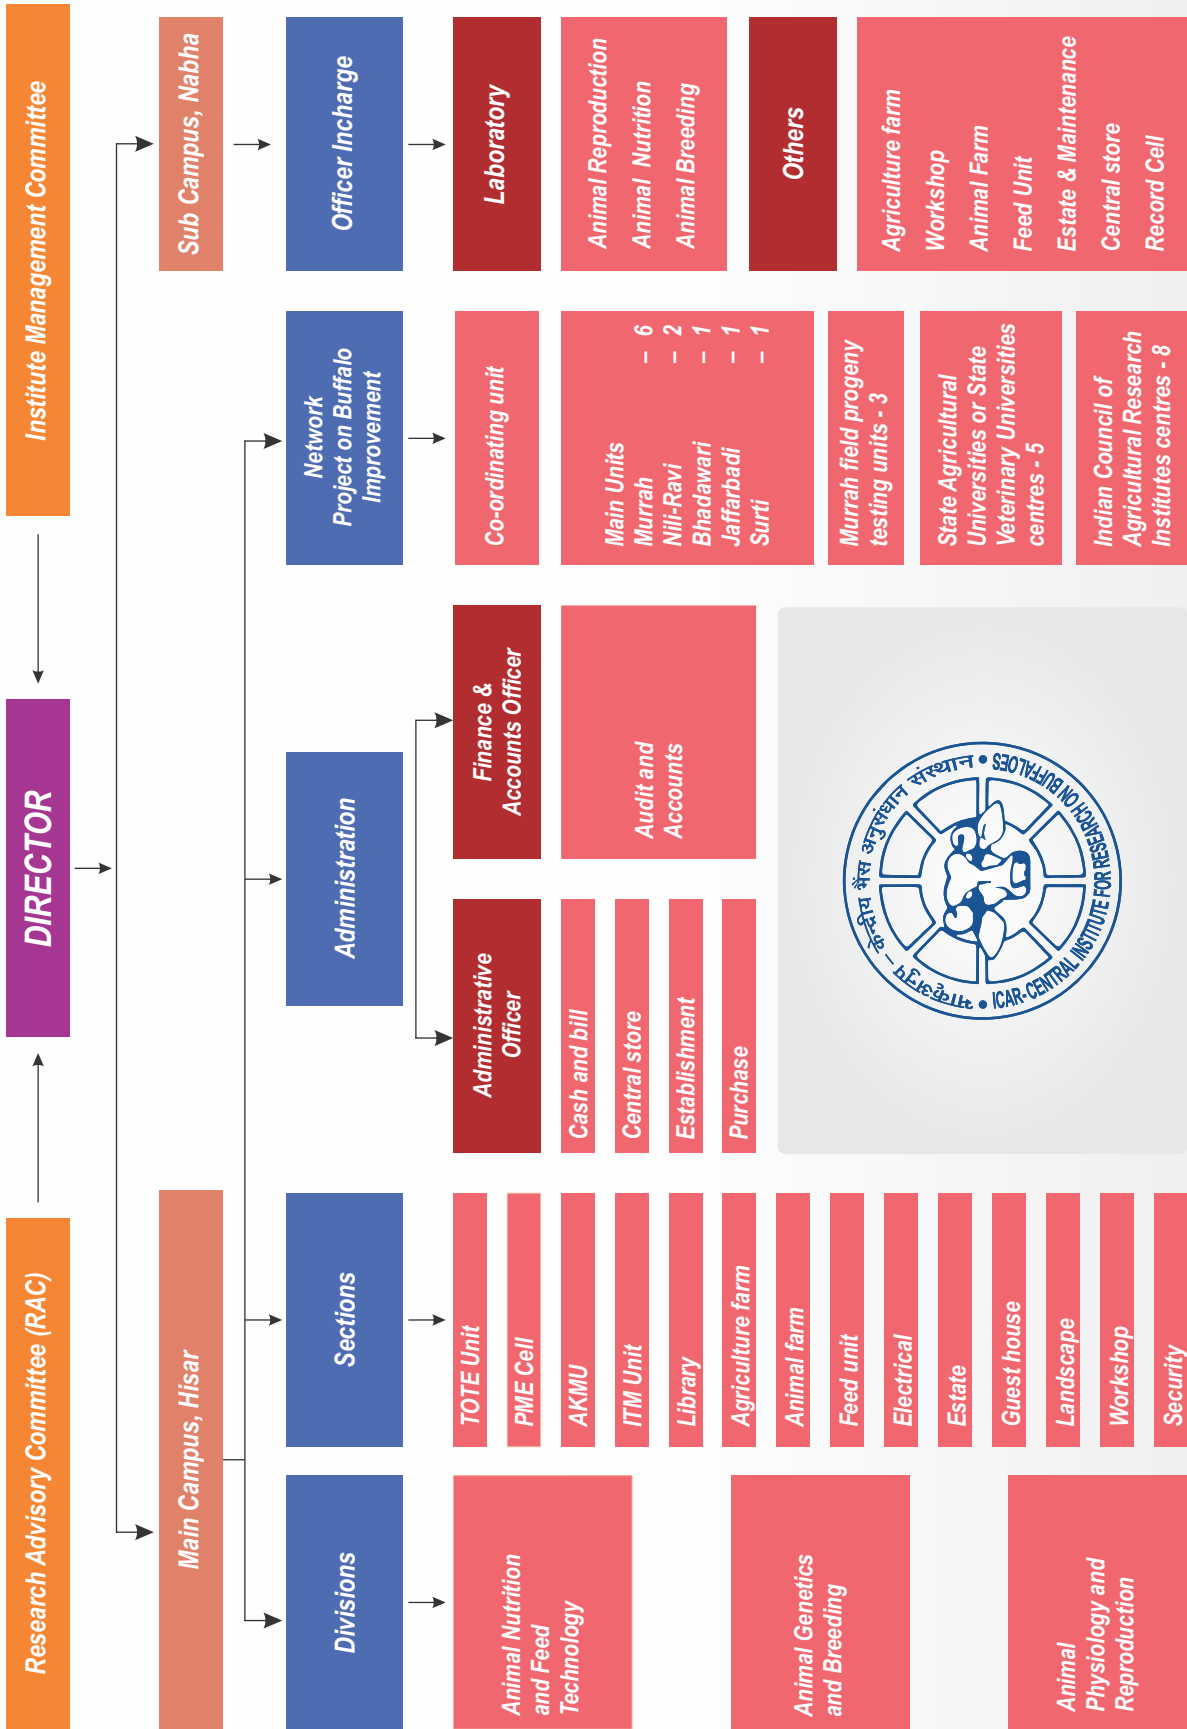 Research Advisory Committee (RAC)
DIRECTOR
Institute Management Committee
Main Campus, Hisar
Sub Campus, Nabha
Divisions
Sections
Administration
Network
Project on Buffalo
Improvement
Officer Incharge
Animal Nutrition
and Feed
Technology
Animal Genetics
and Breeding
Animal
Physiology and
Reproduction
TOTE Unit
PME Cell
AKMU
ITM Unit
Library
Agriculture farm
Animal farm
Feed unit
Electrical
Estate
Guest house
Landscape
Workshop
Security
Administrative
Officer
Cash and bill
Central store
Establishment
Purchase
Finance &
Accounts Officer
Audit and
Accounts
Co-ordinating unit
Main Units
Murrah – 6
Nili-Ravi – 2
Bhadawari – 1
Jaffarbadi – 1
Surti – 1
Murrah field progeny
testing units - 3
State Agricultural
Universities or State
Veterinary Universities
centres - 5
Indian Council of
Agricultural Research
Institutes centres - 8
Laboratory
Animal Reproduction
Animal Nutrition
Animal Breeding
Others
Agriculture farm
Workshop
Animal Farm
Feed Unit
Estate & Maintenance
Central store
Record Cell
भाकृअनुप – केन्द्रीय भैंस अनुसंधान संस्थान
ICAR-CENTRAL INSTITUTE FOR RESEARCH ON BUFFALOES